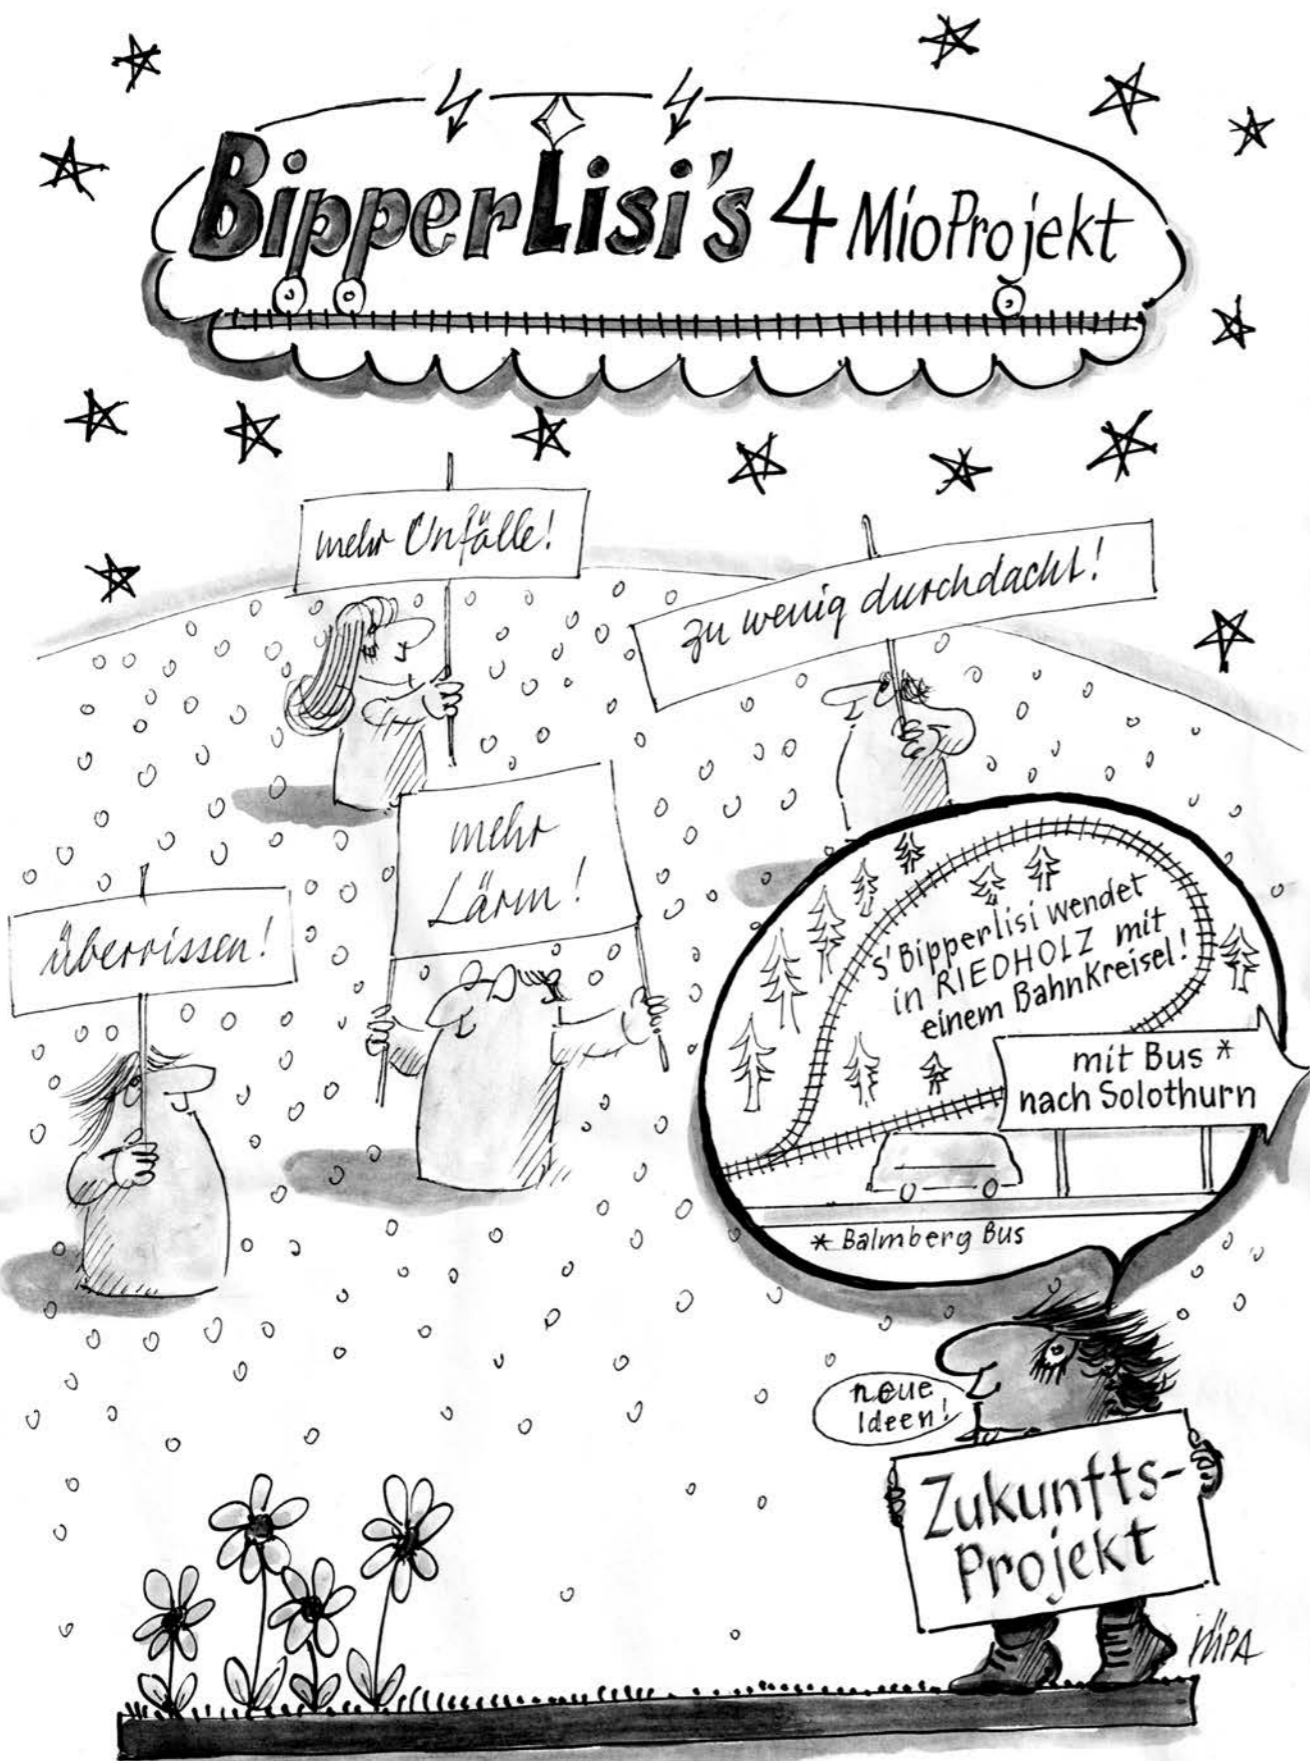 BipperLisi's 4 MioProjekt
mehr Unfälle!
zu wenig durchdacht!
mehr
Lärm!
überrissen!
s'Bipperlisi wendet
in RIEDHOLZ mit
einem Bahnkreisel!
mit Bus *
nach Solothurn
* Balmberg Bus
neue
Ideen!
Zukunfts-
Projekt